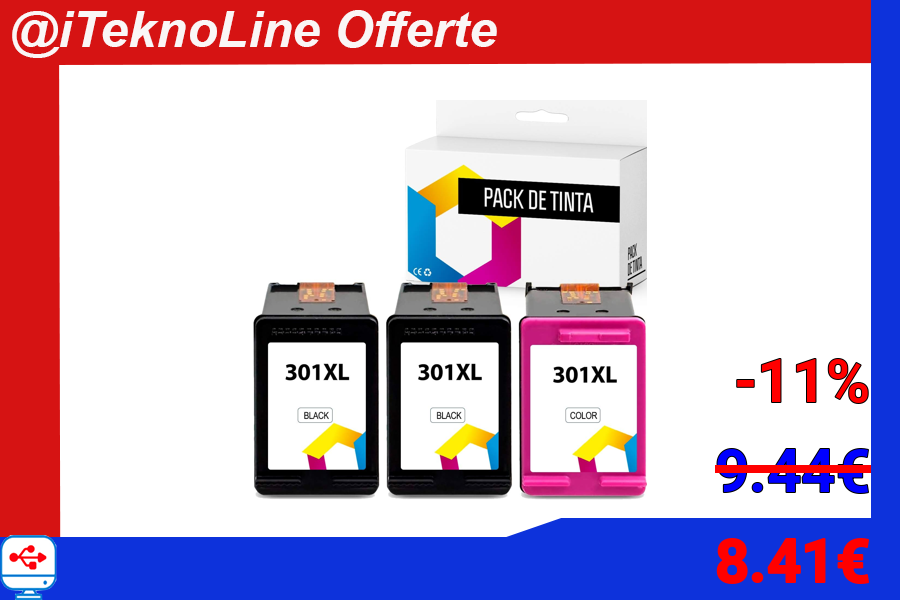 @iTeknoLine Offerte
PACK DE TINTA
PACK
DE TINTA
CE
301XL
BLACK
301XL
BLACK
301XL
COLOR
-11%
9.44€
8.41€